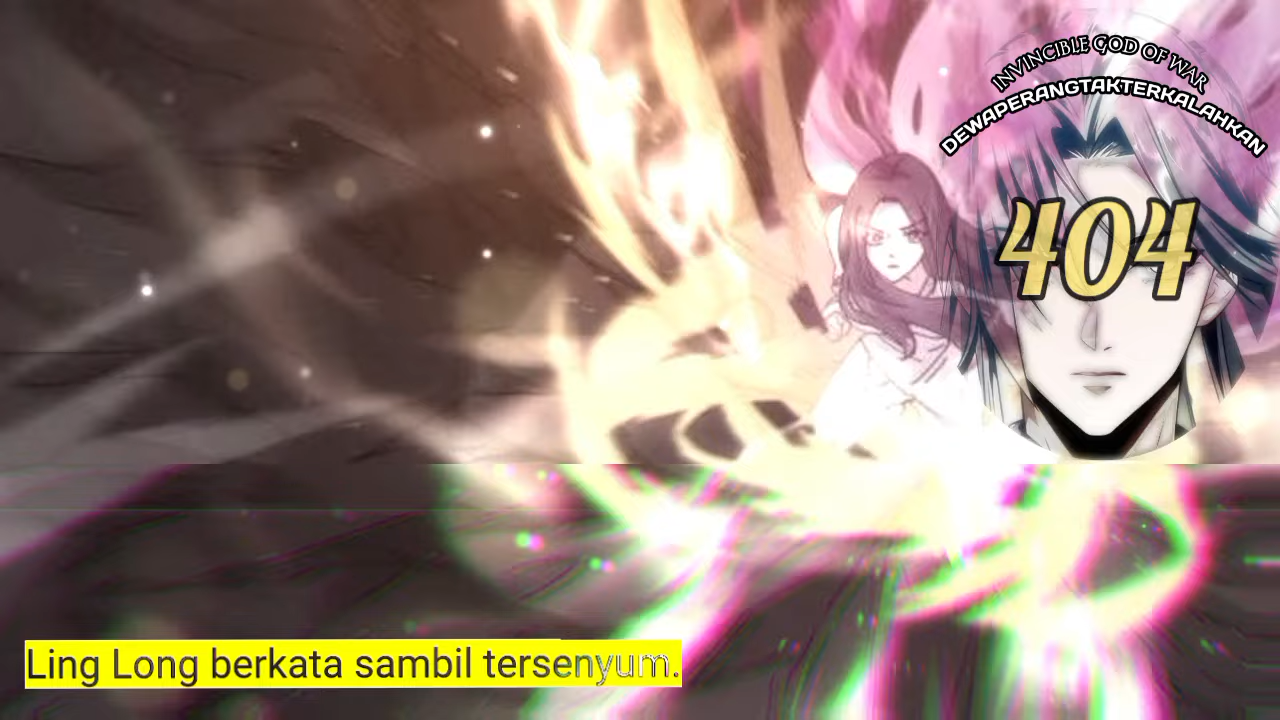 INVINCIBLE GOD OF WAR
DEWAPERANGTAKTERKALAHKAN
404
Ling Long berkata sambil tersenyum.